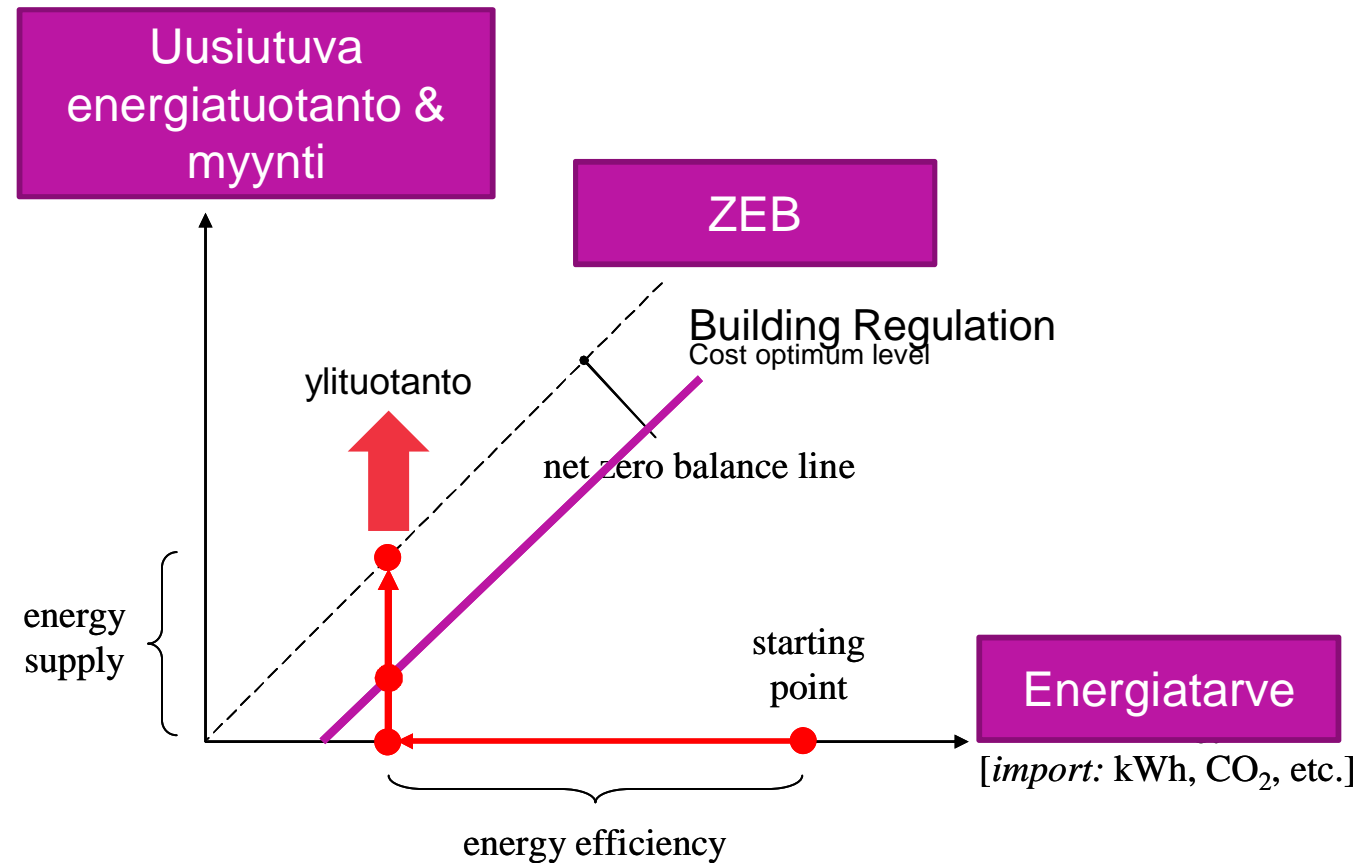 Uusiutuva
energiatuotanto &
myynti
ZEB
Building Regulation
Cost optimum level
ylituotanto
net zero balance line
energy
supply
starting
point
Energiatarve
[import: kWh, CO₂, etc.]
energy efficiency